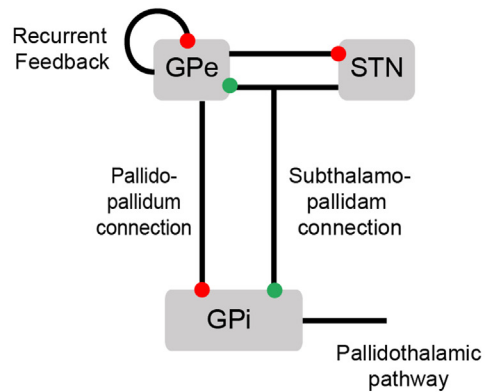 Recurrent
Feedback
GPe
STN
Pallido-
pallidum
connection
Subthalamo-
pallidam
connection
GPi
Pallidothalamic
pathway